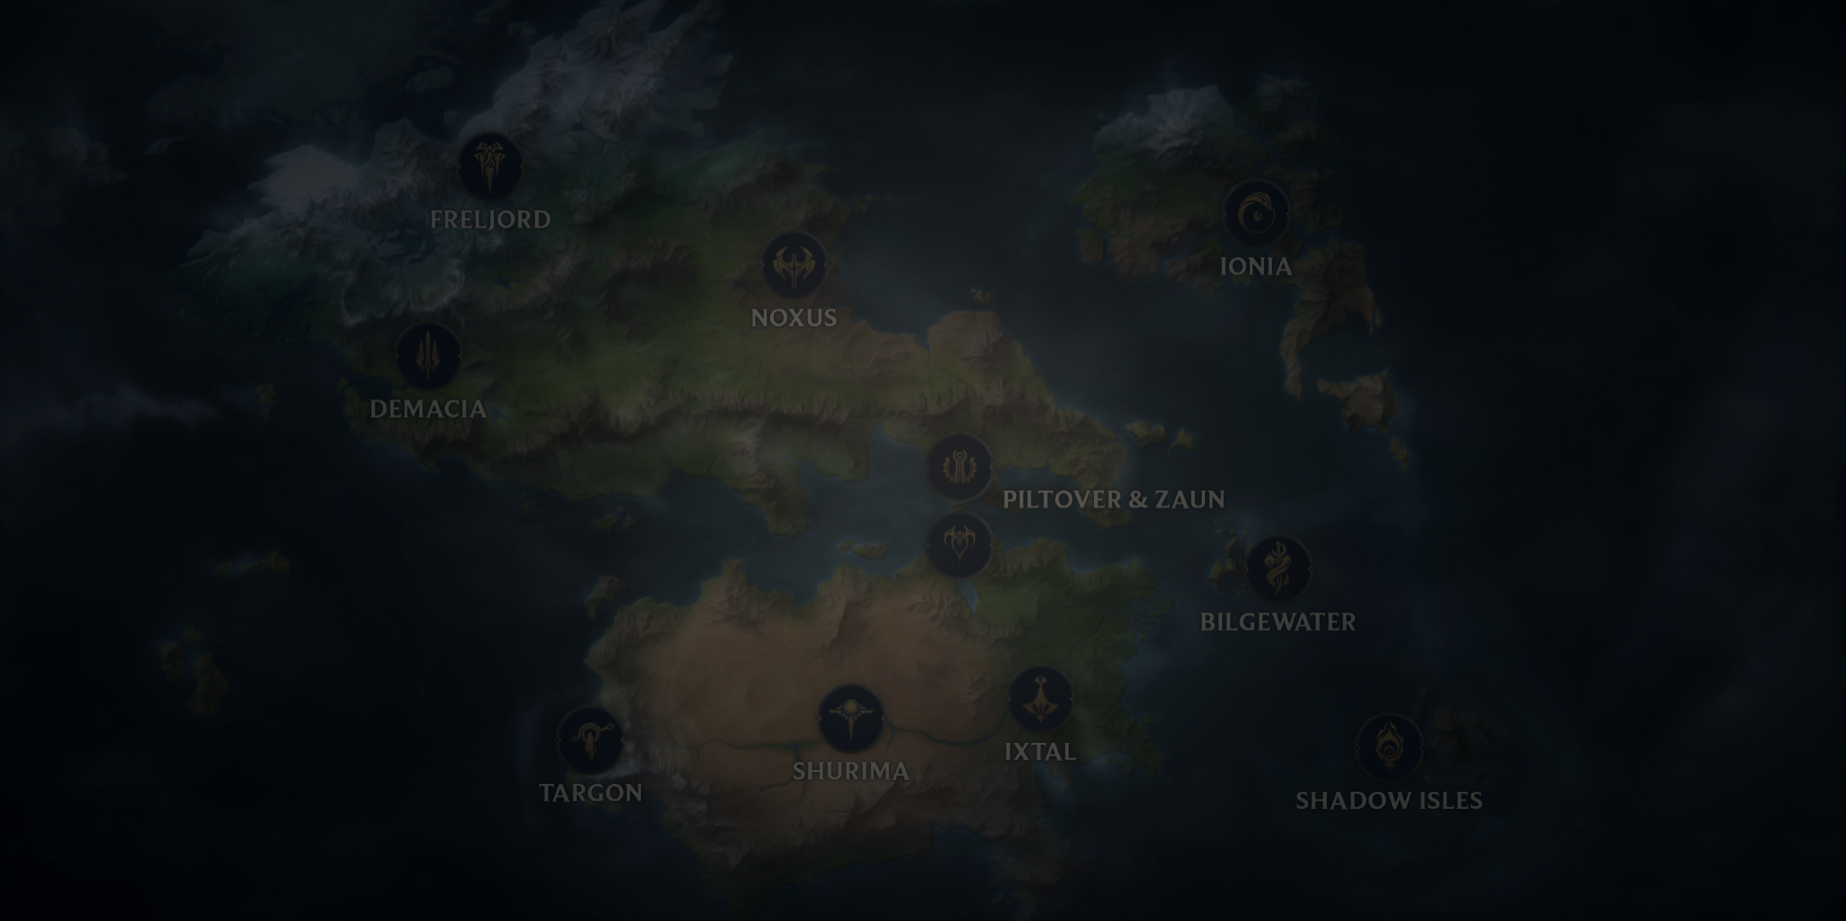 FRELJORD
IONIA
NOXUS
DEMACIA
PILTOVER & ZAUN
BILGEWATER
IXTAL
SHURIMA
TARGON
SHADOW ISLES